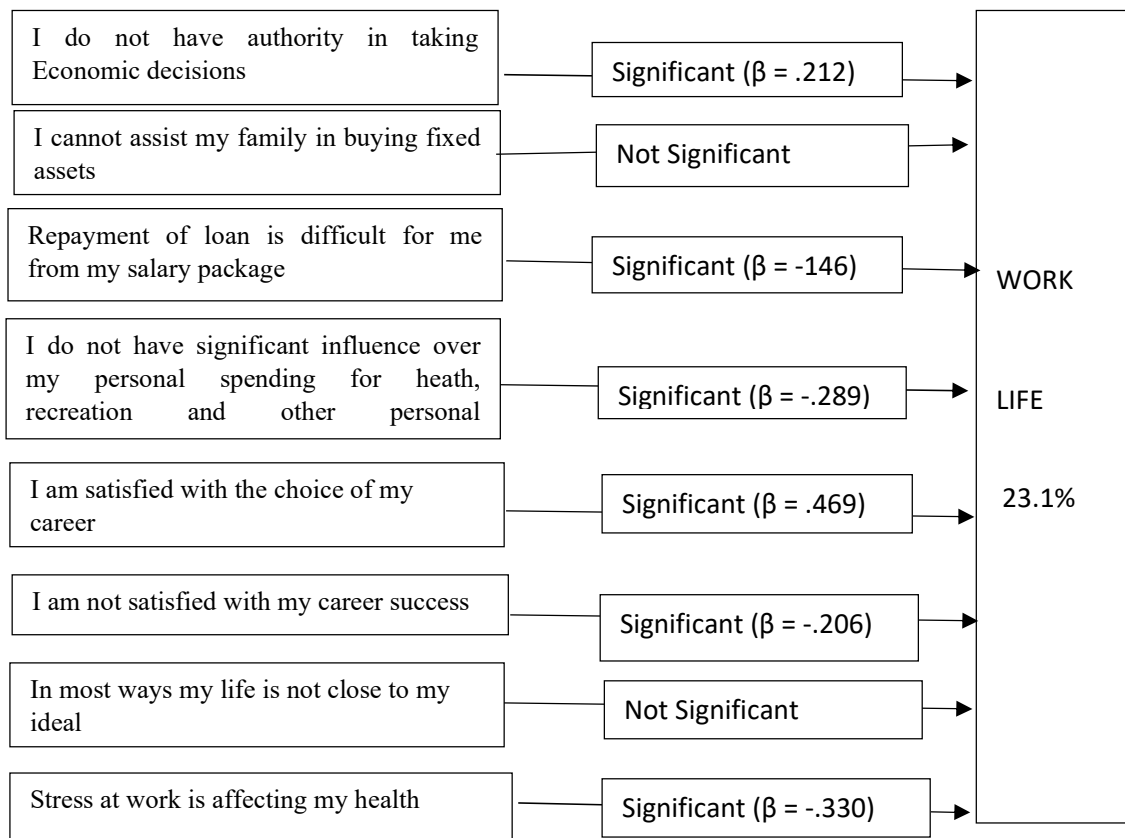 I do not have authority in taking
Economic decisions
Significant (β = .212)
I cannot assist my family in buying fixed
assets
Not Significant
Repayment of loan is difficult for me
from my salary package
Significant (β = -146)
WORK
I do not have significant influence over
my personal spending for heath,
recreation and other personal
Significant (β = -.289)
LIFE
I am satisfied with the choice of my
career
Significant (β = .469)
23.1%
I am not satisfied with my career success
Significant (β = -.206)
In most ways my life is not close to my
ideal
Not Significant
Stress at work is affecting my health
Significant (β = -.330)